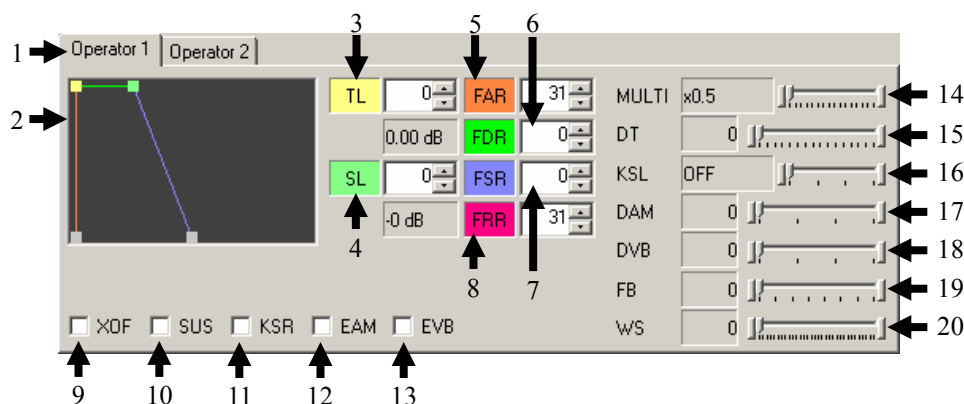 3 5 6
1 Operator 1 Operator 2
2 TL 0 FAR 31 MULTI x0.5 14
0.00 dB FDR 0 DT 0 15
SL 0 FSR 0 KSL OFF 16
-0 dB FRR 31 DAM 0 17
4 8 7 DVB 0 18
FB 0 19
XOF SUS KSR EAM EVB WS 0 20
9 10 11 12 13